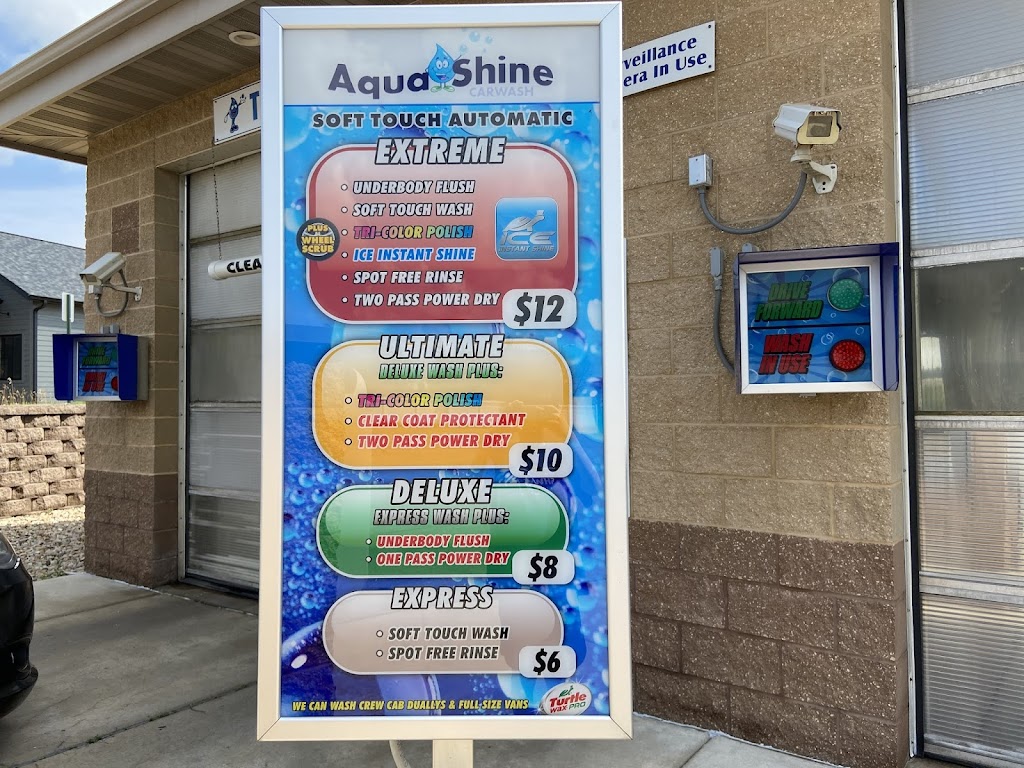 Aqua Shine
CARWASH
SOFT TOUCH AUTOMATIC
EXTREME
• UNDERBODY FLUSH
• SOFT TOUCH WASH
• TRI-COLOR POLISH
• ICE INSTANT SHINE
• SPOT FREE RINSE
• TWO PASS POWER DRY
PLUS
WHEEL
SCRUB
ICE
INSTANT SHINE
$12
ULTIMATE
DELUXE WASH PLUS:
• TRI-COLOR POLISH
• CLEAR COAT PROTECTANT
• TWO PASS POWER DRY
$10
DELUXE
EXPRESS WASH PLUS:
• UNDERBODY FLUSH
• ONE PASS POWER DRY
$8
EXPRESS
• SOFT TOUCH WASH
• SPOT FREE RINSE
$6
WE CAN WASH CREW CAB DUALLYS & FULL SIZE VANS
Turtle
WAX PRO
veillance
era In Use
DRIVE
FORWARD
WASH
IN USE
T
CLEA